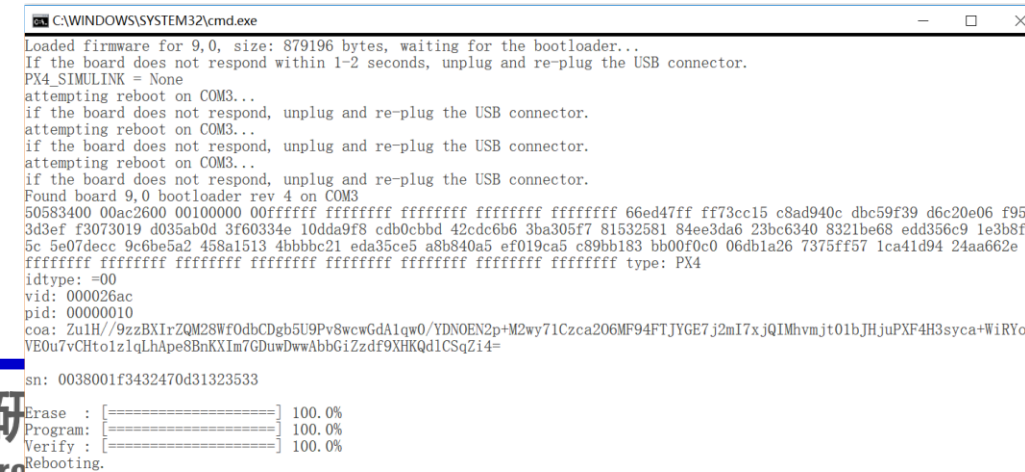 C:\WINDOWS\SYSTEM32\cmd.exe
Loaded firmware for 9,0, size: 879196 bytes, waiting for the bootloader...
If the board does not respond within 1-2 seconds, unplug and re-plug the USB connector.
PX4_SIMULINK = None
attempting reboot on COM3...
if the board does not respond, unplug and re-plug the USB connector.
attempting reboot on COM3...
if the board does not respond, unplug and re-plug the USB connector.
attempting reboot on COM3...
if the board does not respond, unplug and re-plug the USB connector.
Found board 9,0 bootloader rev 4 on COM3
50583400 00ac2600 00100000 00ffffff ffffffff ffffffff ffffffff ffffffff 66ed47ff ff73cc15 c8ad940c dbc59f39 d6c20e06 f95
3d3ef f3073019 d035ab0d 3f60334e 10dda9f8 cdb0cbbd 42cdc6b6 3ba305f7 81532581 84ee3da6 23bc6340 8321be68 edd356c9 1e3b8f
5c 5e07decc 9c6be5a2 458a1513 4bbbbc21 eda35ce5 a8b840a5 ef019ca5 c89bb183 bb00f0c0 06db1a26 7375ff57 1ca41d94 24aa662e
ffffffff ffffffff ffffffff ffffffff ffffffff ffffffff ffffffff ffffffff type: PX4
idtype: =00
vid: 000026ac
pid: 00000010
coa: Zu1H//9zzBXIrZQM28WfOdbCDgb5U9Pv8wcwGdA1qw0/YDNOEN2p+M2wy71Czca2O6MF94FTJYGE7j2mI7xjQIMhvmjt01bJHjuPXF4H3syca+WiRYo
VE0u7vCHto1zlqLhApe8BnKXIm7GDuwDwwAbbGiZzdf9XHKQdlCSqZi4=
sn: 0038001f3432470d31323533
Erase : [====================] 100.0%
研
Program: [====================] 100.0%
Verify : [====================] 100.0%
Rebooting.